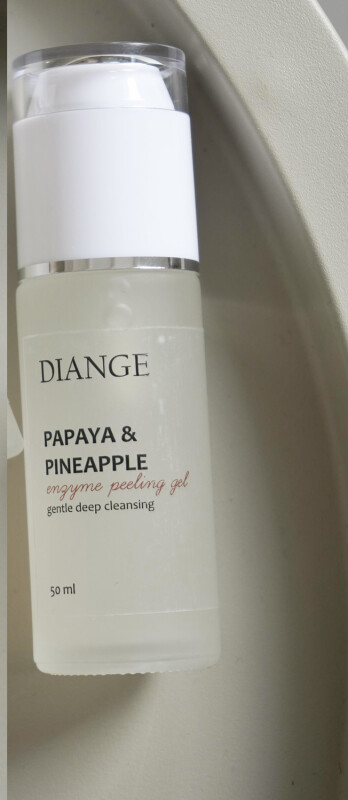 DIANGE
PAPAYA &
PINEAPPLE
enzyme peeling gel
gentle deep cleansing
50 ml